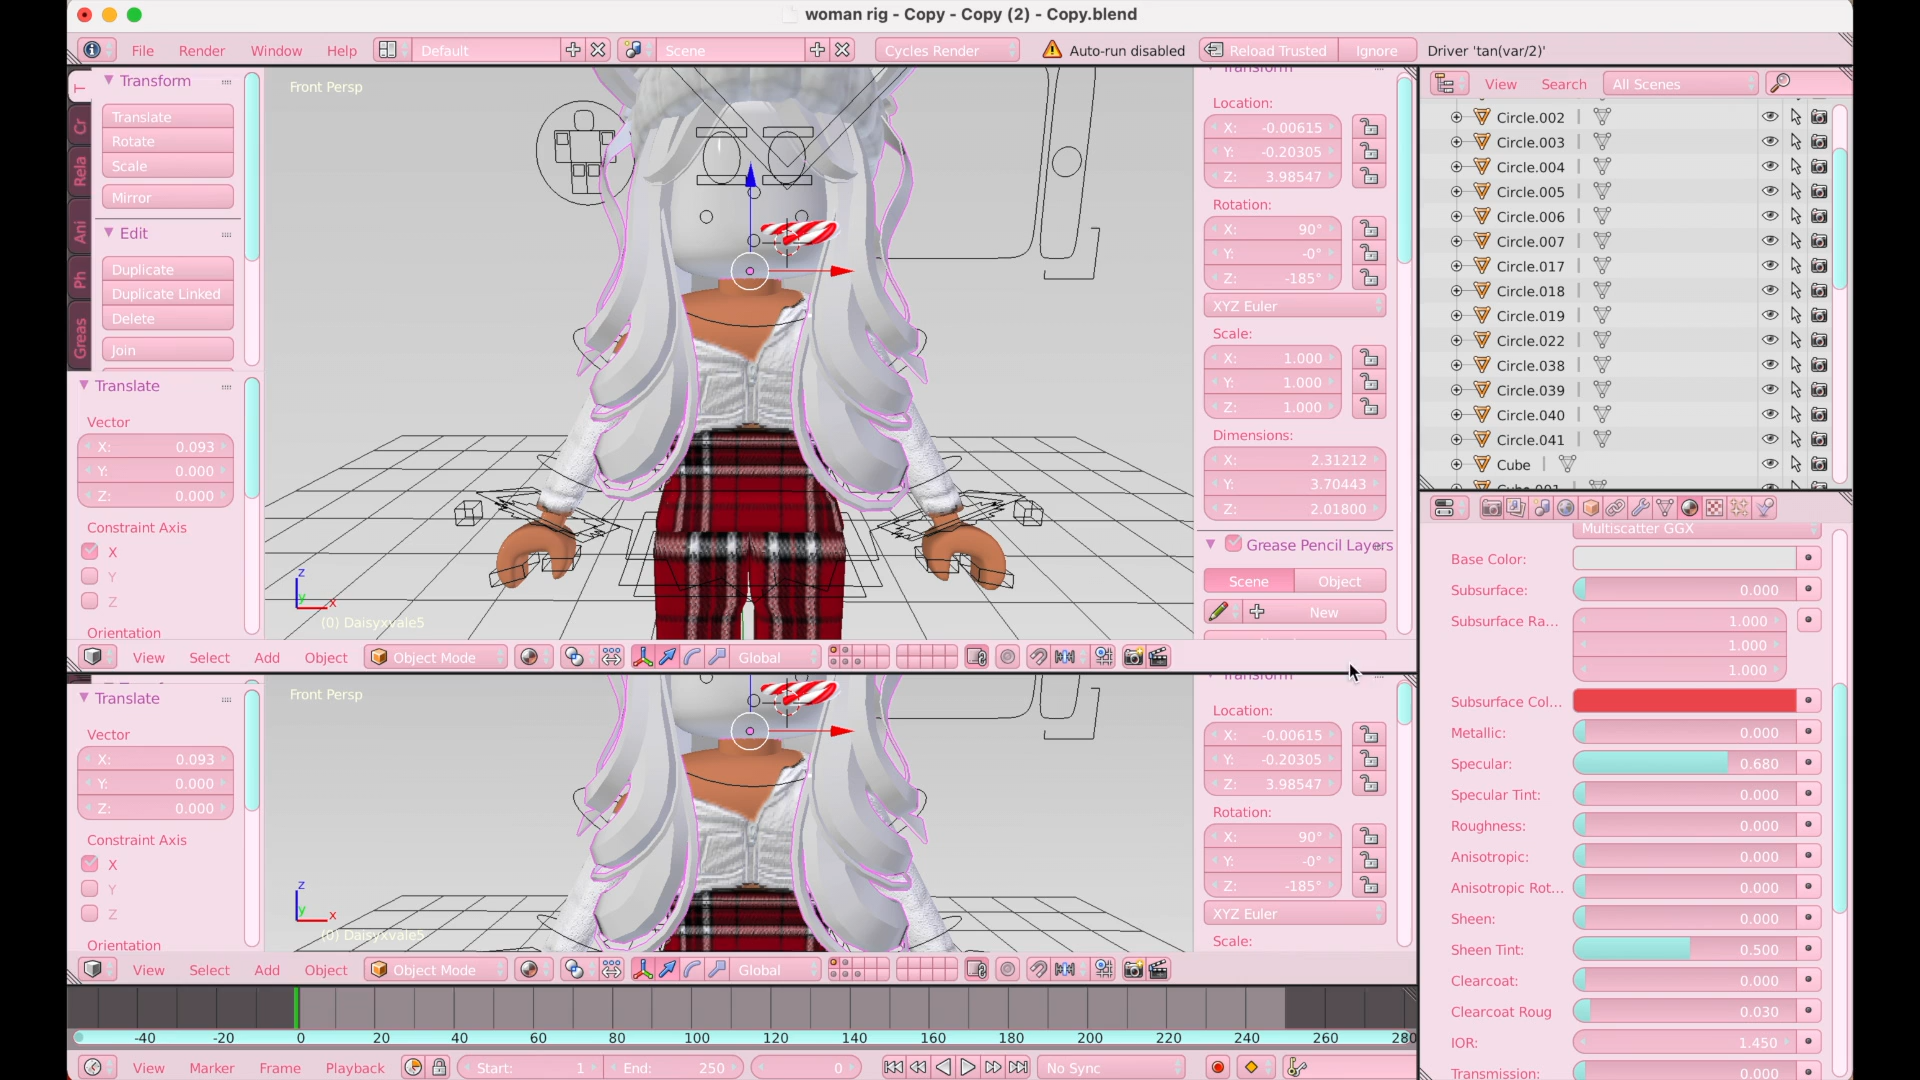 woman rig - Copy - Copy (2) - Copy.blend
File Render Window Help Default Scene Cycles Render Auto-run disabled Reload Trusted Ignore Driver 'tan(var/2)'
T
Cr
Rela
Ani
Ph
Greas
Transform
Translate
Rotate
Scale
Mirror
Edit
Duplicate
Duplicate Linked
Delete
Join
Translate
Vector
X: 0.093
Y: 0.000
Z: 0.000
Constraint Axis
X
Y
Z
Orientation
Front Persp
z
y
x
(0) Daisyxvale5
Transform
Location:
X: -0.00615
Y: -0.20305
Z: 3.98547
Rotation:
X: 90°
Y: -0°
Z: -185°
XYZ Euler
Scale:
X: 1.000
Y: 1.000
Z: 1.000
Dimensions:
X: 2.31212
Y: 3.70443
Z: 2.01800
Grease Pencil Layers
Scene Object
New
View Select Add Object Object Mode Global
Translate
Vector
X: 0.093
Y: 0.000
Z: 0.000
Constraint Axis
X
Y
Z
Orientation
Front Persp
z
y
x
(0) Daisyxvale5
Transform
Location:
X: -0.00615
Y: -0.20305
Z: 3.98547
Rotation:
X: 90°
Y: -0°
Z: -185°
XYZ Euler
Scale:
View Select Add Object Object Mode Global
-40 -20 0 20 40 60 80 100 120 140 160 180 200 220 240 260 280
View Marker Frame Playback Start: 1 End: 250 0 No Sync
View Search All Scenes
Circle.002
Circle.003
Circle.004
Circle.005
Circle.006
Circle.007
Circle.017
Circle.018
Circle.019
Circle.022
Circle.038
Circle.039
Circle.040
Circle.041
Cube
Cube.001
Multiscatter GGX
Base Color:
Subsurface: 0.000
Subsurface Ra... 1.000
1.000
1.000
Subsurface Col...
Metallic: 0.000
Specular: 0.680
Specular Tint: 0.000
Roughness: 0.000
Anisotropic: 0.000
Anisotropic Rot... 0.000
Sheen: 0.000
Sheen Tint: 0.500
Clearcoat: 0.000
Clearcoat Roug 0.030
IOR: 1.450
Transmission: 0.000